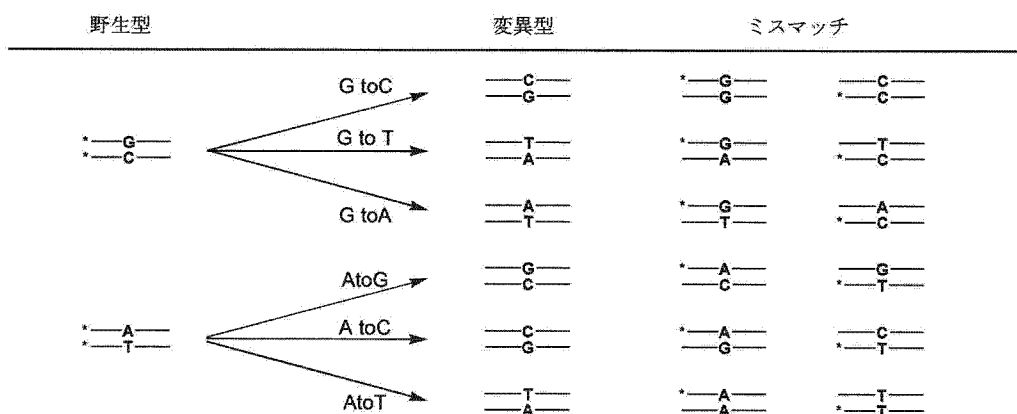 野生型 変異型 ミスマッチ
G toC C *G C
G G *C
*G G to T T *G T
*C A A *C
G toA A *G A
T T *C
AtoG G *A G
C C *T
*A A toC C *A C
*T G G *T
AtoT T *A T
A A *T